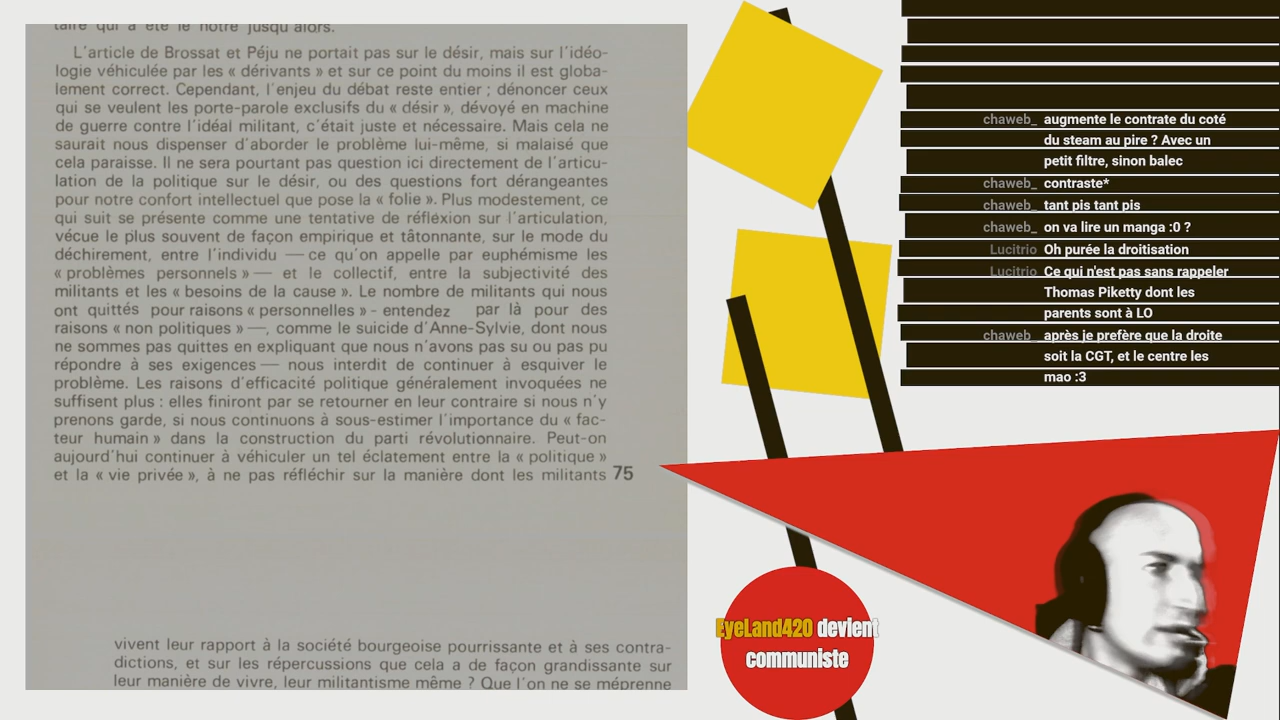 taire qui a été le nôtre jusqu'alors.
L'article de Brossat et Péju ne portait pas sur le désir, mais sur l'idéo-
logie véhiculée par les « dérivants » et sur ce point du moins il est globa-
lement correct. Cependant, l'enjeu du débat reste entier ; dénoncer ceux
qui se veulent les porte-parole exclusifs du « désir », dévoyé en machine
de guerre contre l'idéal militant, c'était juste et nécessaire. Mais cela ne
saurait nous dispenser d'aborder le problème lui-même, si malaisé que
cela paraisse. Il ne sera pourtant pas question ici directement de l'articu-
lation de la politique sur le désir, ou des questions fort dérangeantes
pour notre confort intellectuel que pose la « folie ». Plus modestement, ce
qui suit se présente comme une tentative de réfléxion sur l'articulation,
vécue le plus souvent de façon empirique et tâtonnante, sur le mode du
déchirement, entre l'individu — ce qu'on appelle par euphémisme les
« problèmes personnels » — et le collectif, entre la subjectivité des
militants et les « besoins de la cause ». Le nombre de militants qui nous
ont quittés pour raisons « personnelles » - entendez par là pour des
raisons « non politiques » —, comme le suicide d'Anne-Sylvie, dont nous
ne sommes pas quittes en expliquant que nous n'avons pas su ou pas pu
répondre à ses exigences — nous interdit de continuer à esquiver le
problème. Les raisons d'efficacité politique généralement invoquées ne
suffisent plus : elles finiront par se retourner en leur contraire si nous n'y
prenons garde, si nous continuons à sous-estimer l'importance du « fac-
teur humain » dans la construction du parti révolutionnaire. Peut-on
aujourd'hui continuer à véhiculer un tel éclatement entre la « politique »
et la « vie privée », à ne pas réfléchir sur la manière dont les militants 75
vivent leur rapport à la société bourgeoise pourrissante et à ses contra-
dictions, et sur les répercussions que cela a de façon grandissante sur
leur manière de vivre, leur militantisme même ? Que l'on ne se méprenne
chaweb_ augmente le contrate du coté
du steam au pire ? Avec un
petit filtre, sinon balec
chaweb_ contraste*
chaweb_ tant pis tant pis
chaweb_ on va lire un manga :0 ?
Lucitrio Oh purée la droitisation
Lucitrio Ce qui n'est pas sans rappeler
Thomas Piketty dont les
parents sont à LO
chaweb_ après je prefère que la droite
soit la CGT, et le centre les
mao :3
EyeLand420 devient
communiste